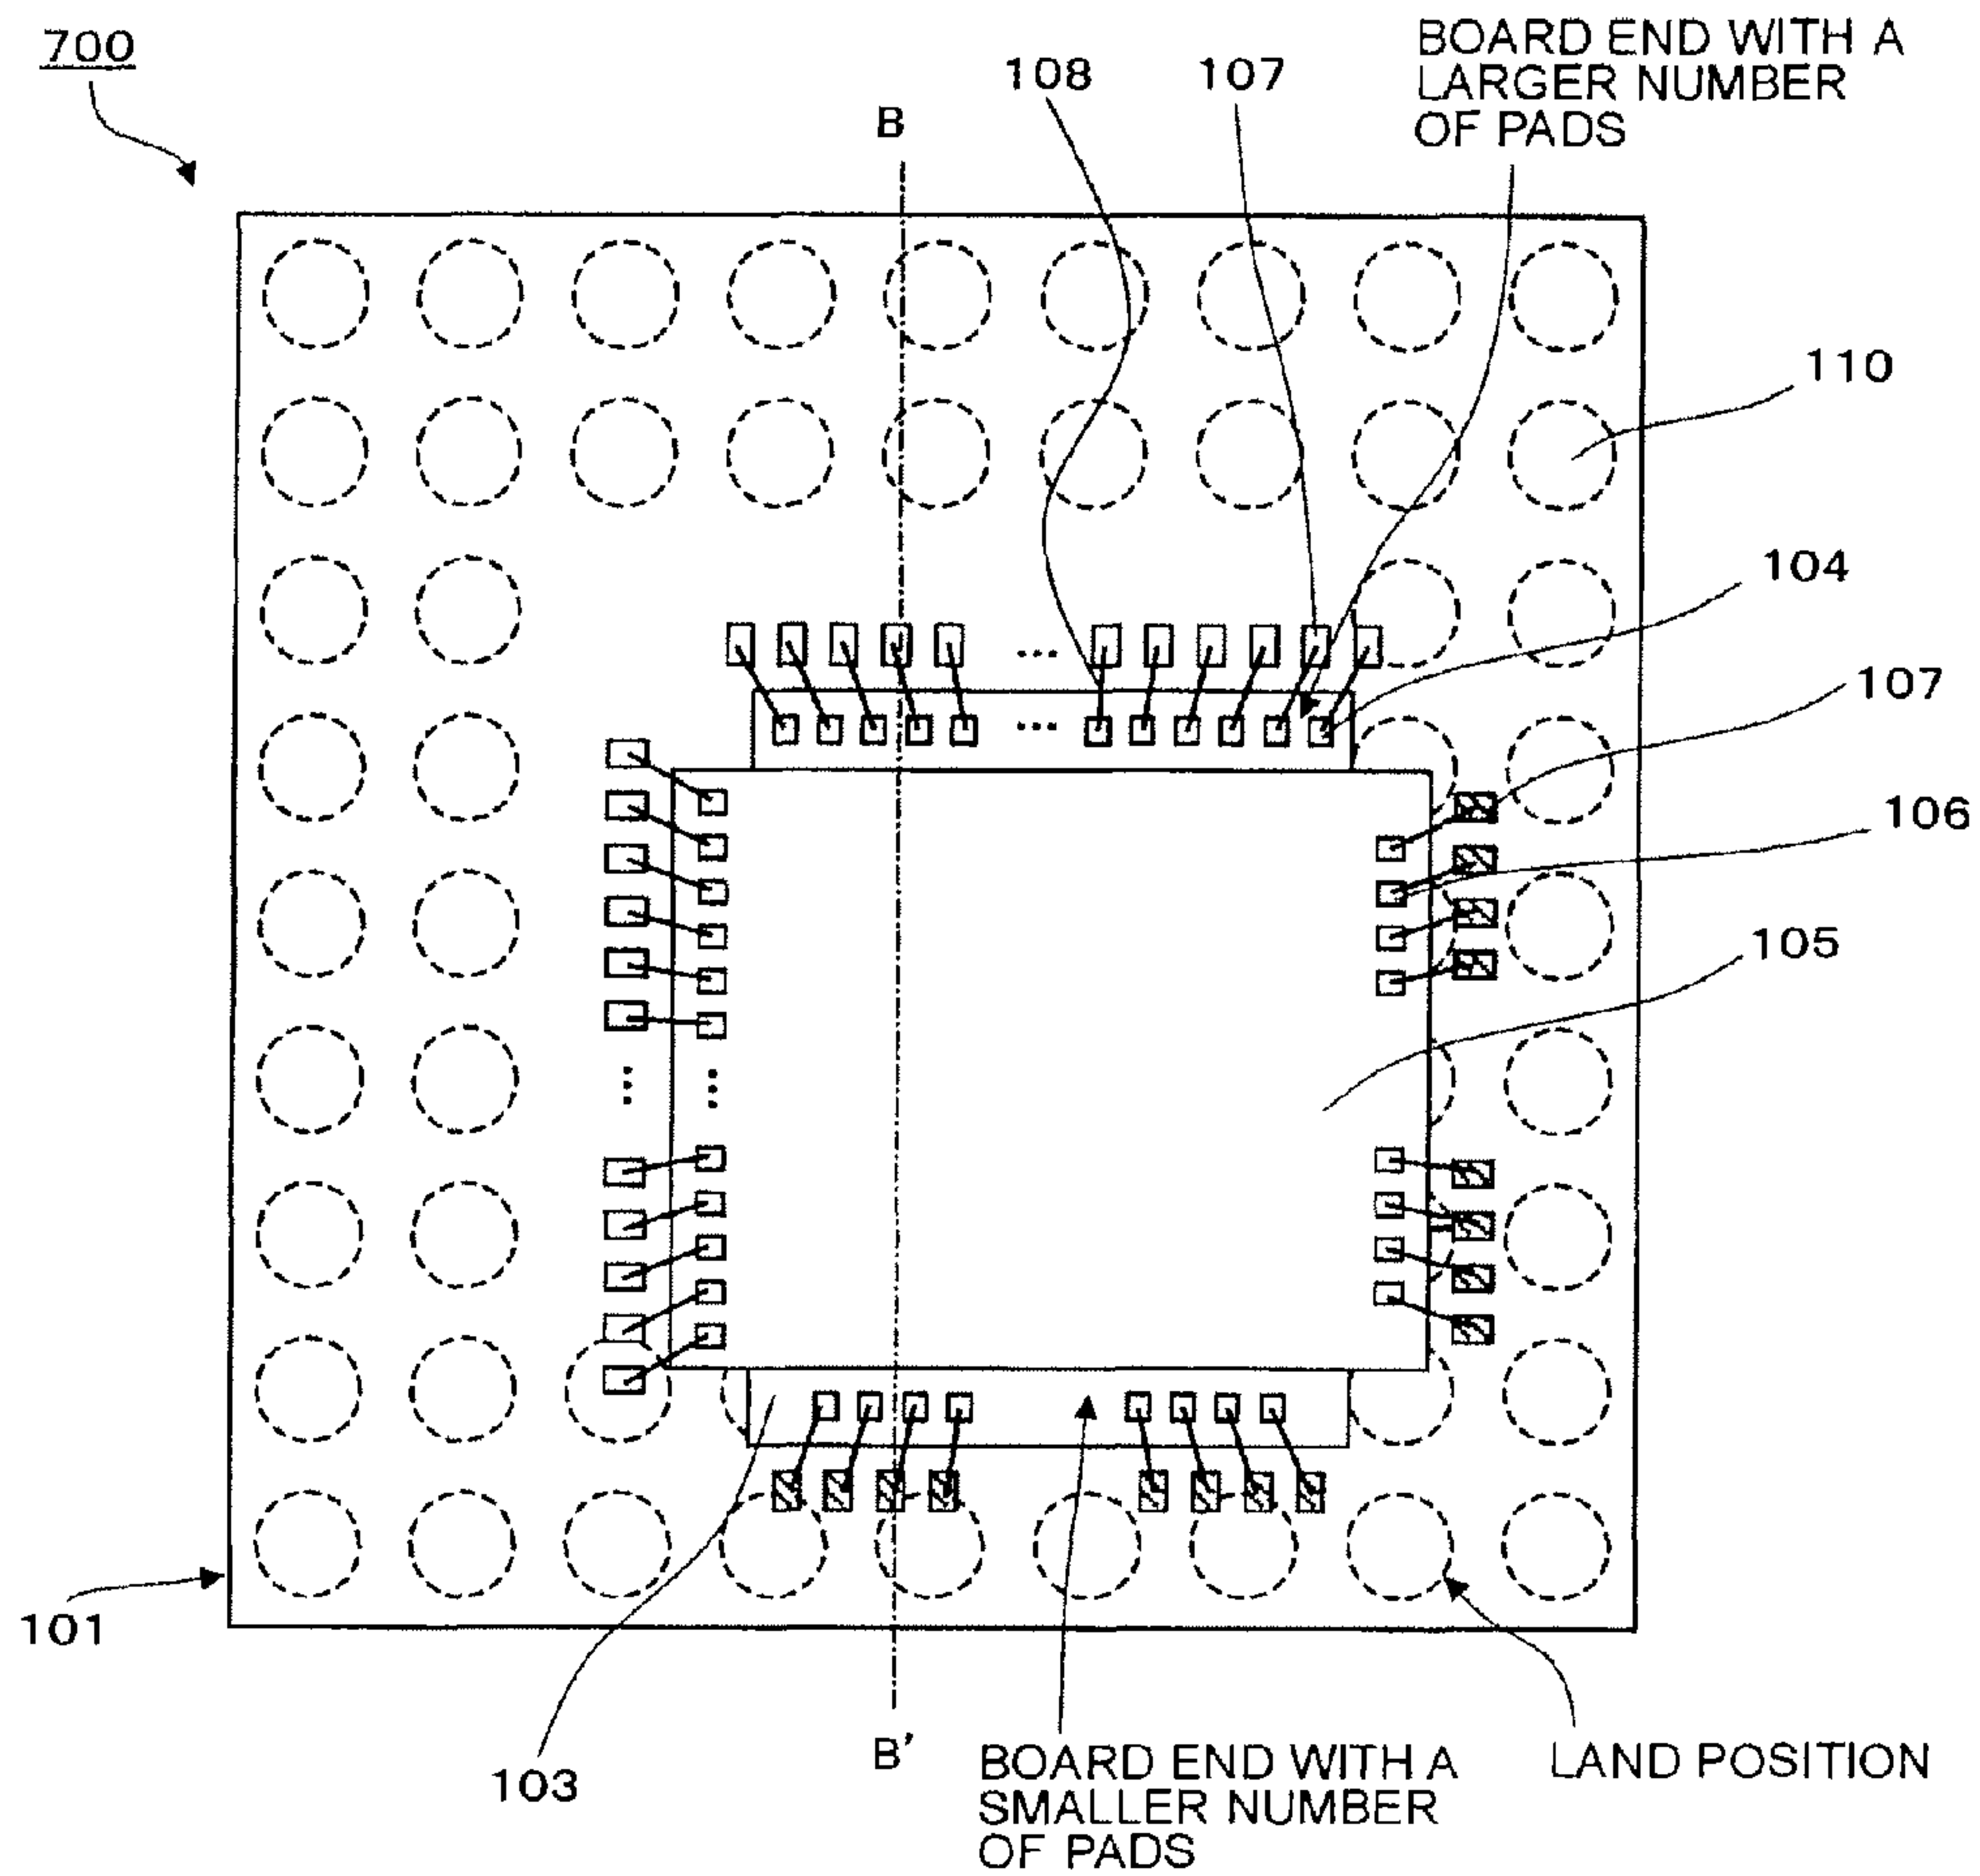 700
108
107
BOARD END WITH A
LARGER NUMBER
OF PADS
B
110
104
107
106
105
101
103
B'
BOARD END WITH A
SMALLER NUMBER
OF PADS
LAND POSITION